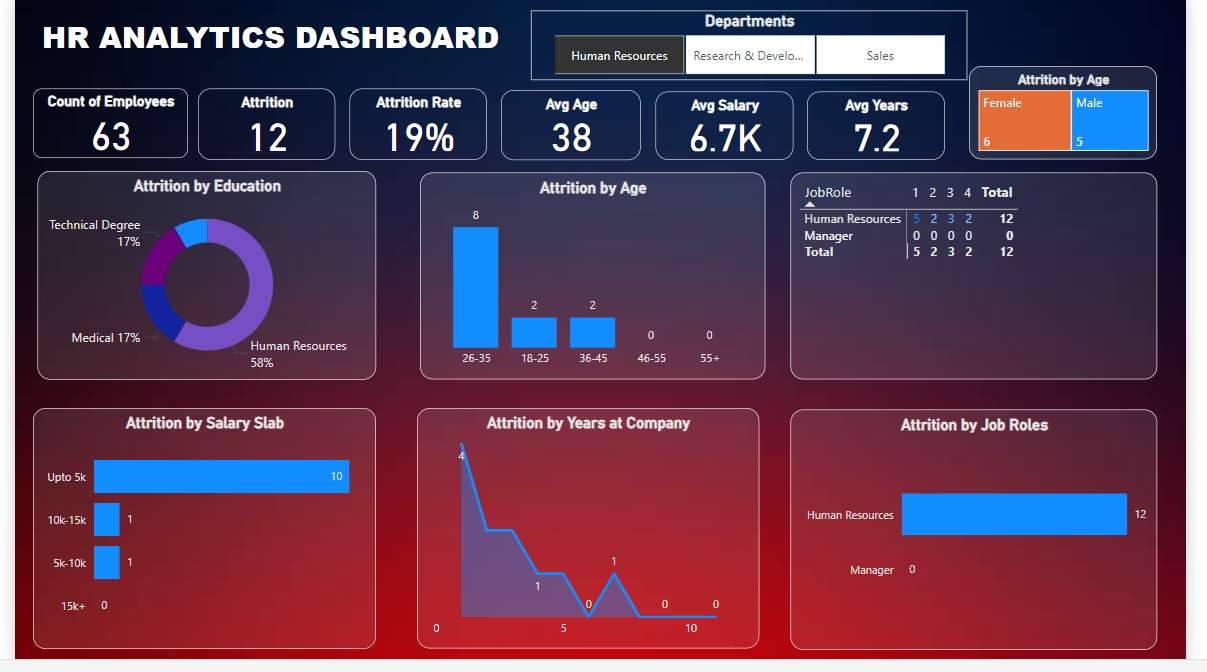 HR ANALYTICS DASHBOARD
Departments
Human Resources
Research & Develo...
Sales
Count of Employees
63
Attrition
12
Attrition Rate
19%
Avg Age
38
Avg Salary
6.7K
Avg Years
7.2
Attrition by Age
Female
6
Male
5
Attrition by Education
Technical Degree
17%
Medical 17%
Human Resources
58%
Attrition by Age
8
2
2
0
0
26-35
18-25
36-45
46-55
55+
JobRole 1 2 3 4 Total
Human Resources 5 2 3 2 12
Manager 0 0 0 0 0
Total 5 2 3 2 12
Attrition by Salary Slab
Upto 5k 10
10k-15k 1
5k-10k 1
15k+ 0
Attrition by Years at Company
4
1
0
1
0
0
0
5
10
Attrition by Job Roles
Human Resources 12
Manager 0